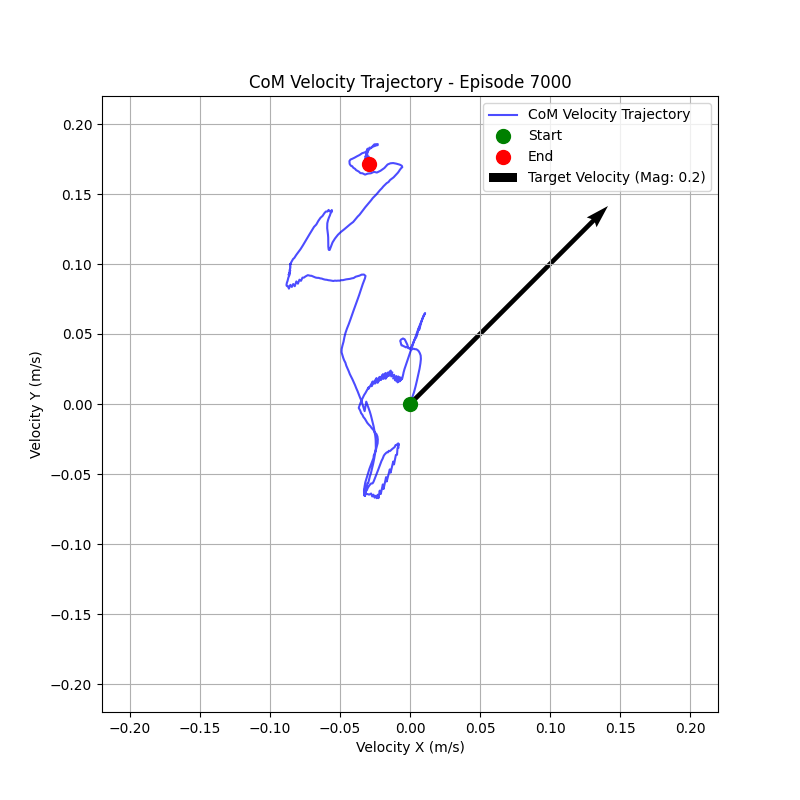 CoM Velocity Trajectory - Episode 7000
CoM Velocity Trajectory
Start
End
Target Velocity (Mag: 0.2)
0.20
0.15
0.10
0.05
0.00
−0.05
−0.10
−0.15
−0.20
Velocity Y (m/s)
−0.20 −0.15 −0.10 −0.05 0.00 0.05 0.10 0.15 0.20
Velocity X (m/s)